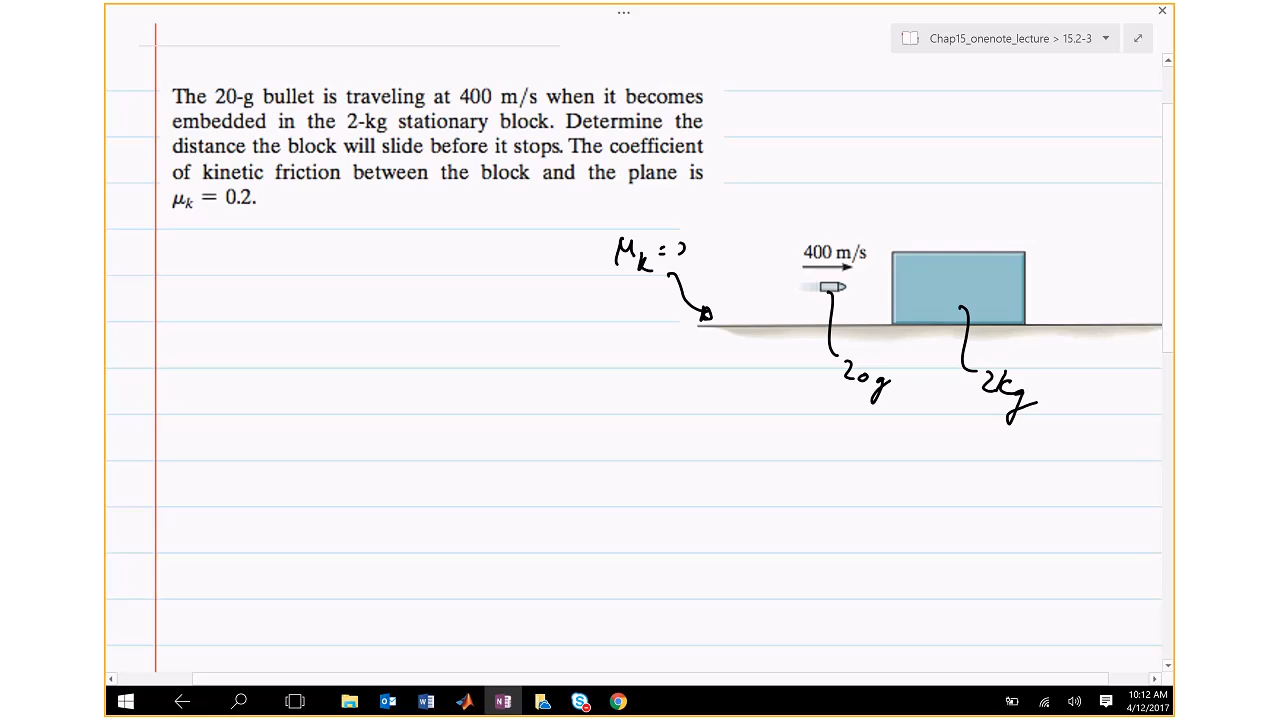 ...
Chap15_onenote_lecture > 15.2-3
The 20-g bullet is traveling at 400 m/s when it becomes
embedded in the 2-kg stationary block. Determine the
distance the block will slide before it stops. The coefficient
of kinetic friction between the block and the plane is
μk = 0.2.
μk =
400 m/s
20g
2kg
10:12 AM
4/12/2017